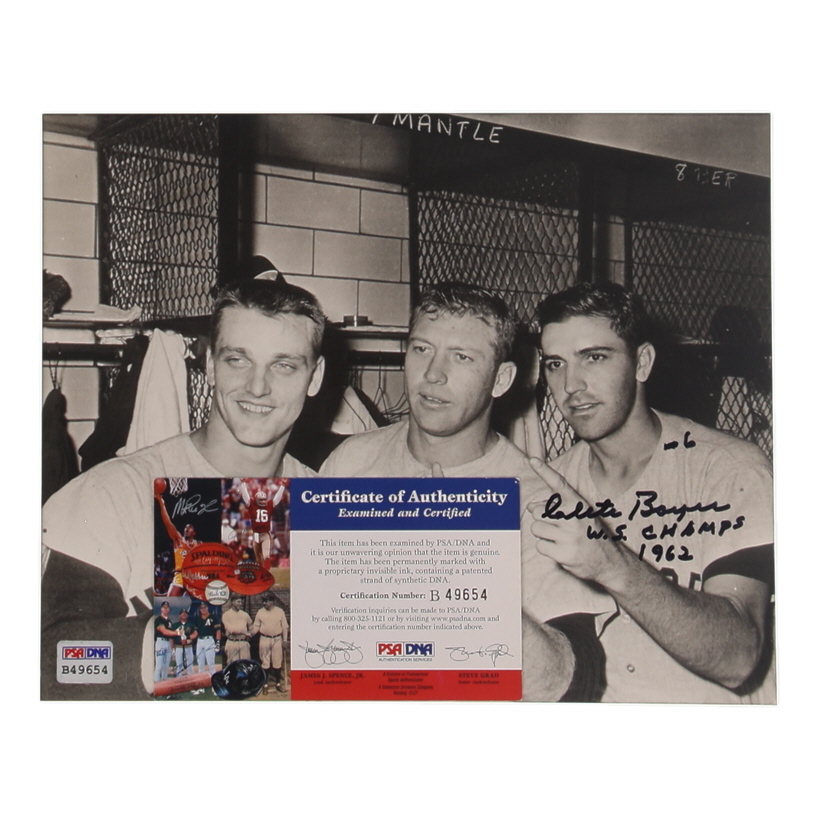 7 MANTLE
8 BER
#6
Clete Boyer
W.S. CHAMPS
1962
16
SPALDING
Certificate of Authenticity
Examined and Certified
This item has been examined by PSA/DNA and
it is our unwavering opinion that the item is genuine.
The item has been permanently marked with
a proprietary invisible ink, containing a patented
strand of synthetic DNA.
Certification Number: B 49654
Verification inquiries can be made to PSA/DNA
by calling 800-325-1121 or by visiting www.psadna.com and
entering the certification number indicated above.
PSA DNA
AUTHENTICATION SERVICES
JAMES J. SPENCE, JR.
STEVE GRAD
PSA DNA
B49654